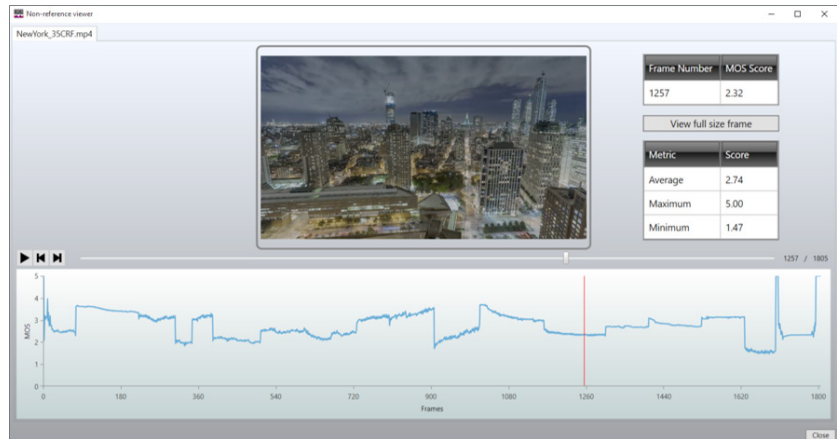 Non-reference viewer
NewYork_35CRF.mp4
Frame Number MOS Score
1257 2.32
View full size frame
Metric Score
Average 2.74
Maximum 5.00
Minimum 1.47
1257 / 1805
5
4
3
2
1
0
MOS
0 180 360 540 720 900 1080 1260 1440 1620 1800
Frames
Close